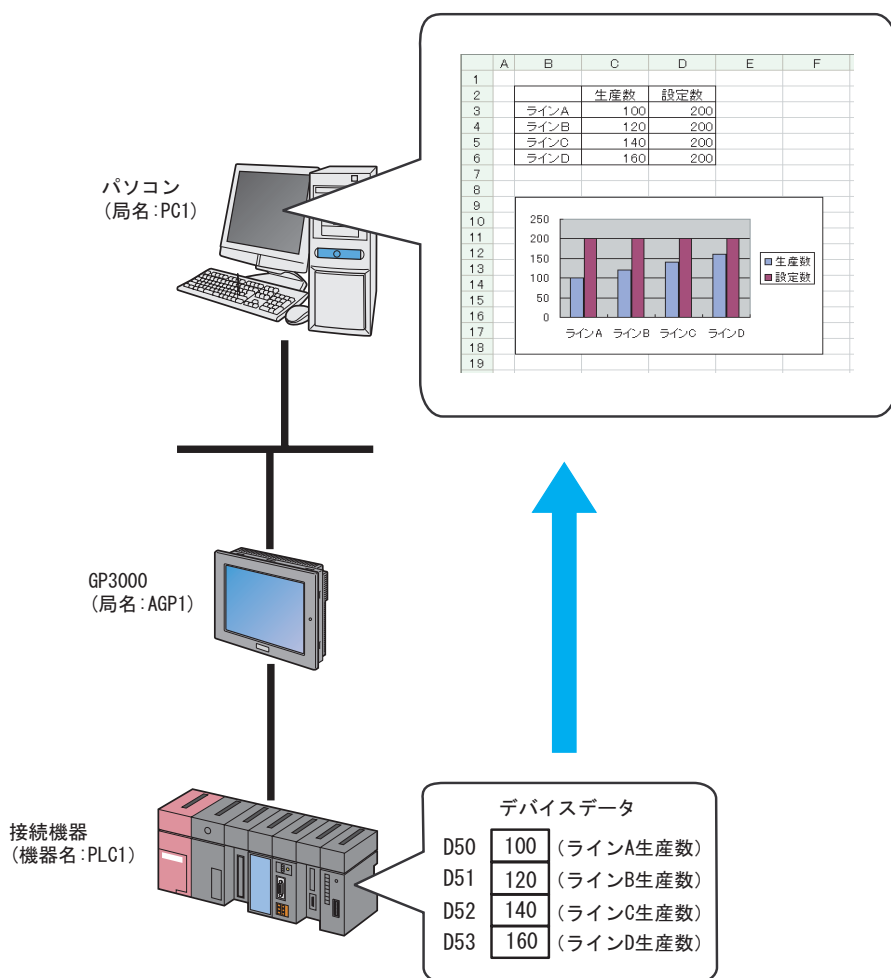 A B C D E F
1
2 生産数 設定数
3 ラインA 100 200
4 ラインB 120 200
5 ラインC 140 200
6 ラインD 160 200
7
8
9
10
11
12
13
14
15
16
17
18
19
250
200
150
100
50
0
ラインA ラインB ラインC ラインD
生産数
設定数
パソコン
(局名:PC1)
GP3000
(局名:AGP1)
接続機器
(機器名:PLC1)
デバイスデータ
D50 100 (ラインA生産数)
D51 120 (ラインB生産数)
D52 140 (ラインC生産数)
D53 160 (ラインD生産数)